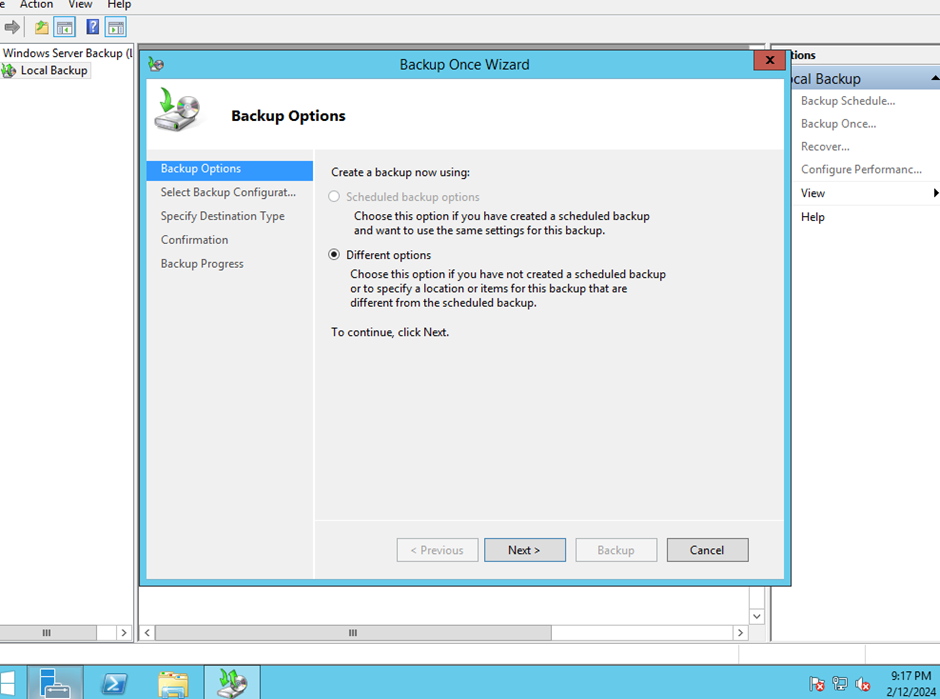 e Action View Help
Windows Server Backup (l
Local Backup
Backup Once Wizard
x
Backup Options
Backup Options
Select Backup Configurat...
Specify Destination Type
Confirmation
Backup Progress
Create a backup now using:
Scheduled backup options
Choose this option if you have created a scheduled backup
and want to use the same settings for this backup.
Different options
Choose this option if you have not created a scheduled backup
or to specify a location or items for this backup that are
different from the scheduled backup.
To continue, click Next.
< Previous
Next >
Backup
Cancel
tions
ocal Backup
Backup Schedule...
Backup Once...
Recover...
Configure Performanc...
View
Help
9:17 PM
2/12/2024